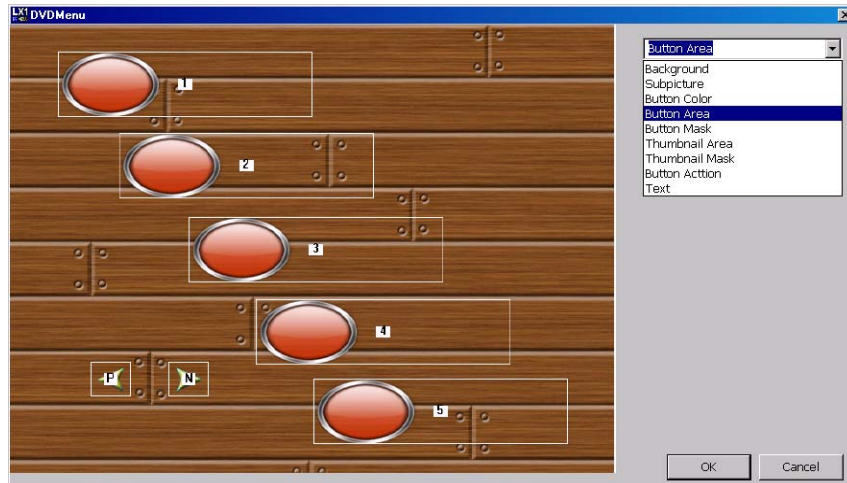 LX1 DVDMenu
1
2
3
4
P N
5
Button Area
Background
Subpicture
Button Color
Button Area
Button Mask
Thumbnail Area
Thumbnail Mask
Button Acttion
Text
OK Cancel